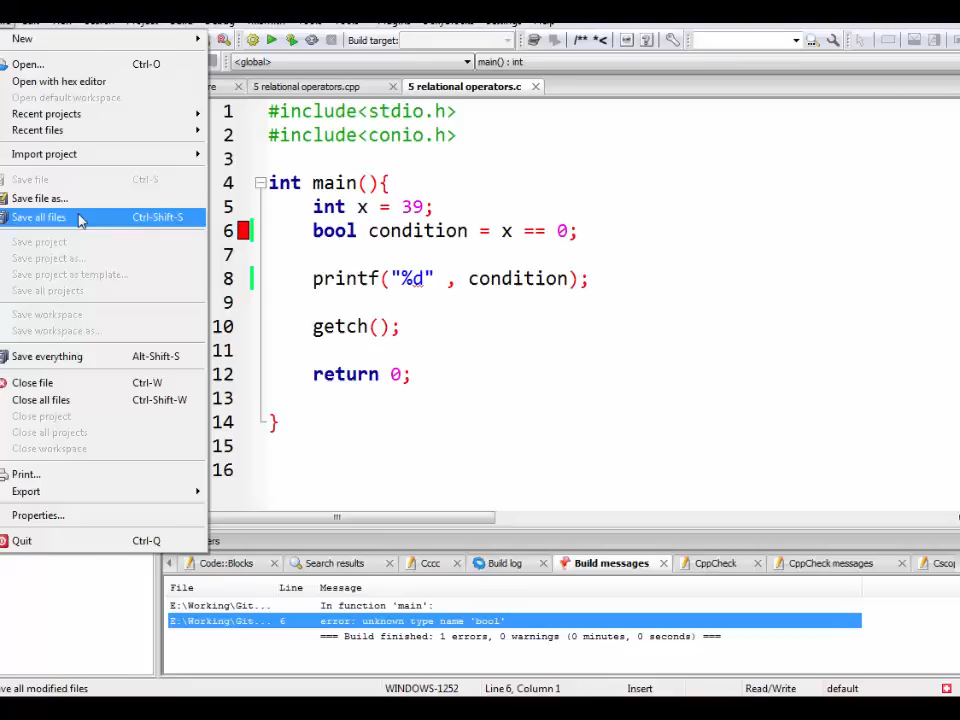 Build target:
/** *<
New
<global>
main() : int
Open... Ctrl-O
Open with hex editor
5 relational operators.cpp
5 relational operators.c
Open default workspace
Recent projects
Recent files
Import project
Save file Ctrl-S
Save file as...
Save all files Ctrl-Shift-S
Save project
Save project as...
Save project as template...
Save all projects
Save workspace
Save workspace as...
Save everything Alt-Shift-S
Close file Ctrl-W
Close all files Ctrl-Shift-W
Close project
Close all projects
Close workspace
Print...
Export
Properties...
Quit Ctrl-Q
1 #include<stdio.h>
2 #include<conio.h>
3
4 int main(){
5 int x = 39;
6 bool condition = x == 0;
7
8 printf("%d" , condition);
9
10 getch();
11
12 return 0;
13
14 }
15
16
Code::Blocks Search results Cccc Build log Build messages CppCheck CppCheck messages Cscop
File Line Message
E:\Working\Git... In function 'main':
E:\Working\Git... 6 error: unknown type name 'bool'
=== Build finished: 1 errors, 0 warnings (0 minutes, 0 seconds) ===
ve all modified files WINDOWS-1252 Line 6, Column 1 Insert Read/Write default